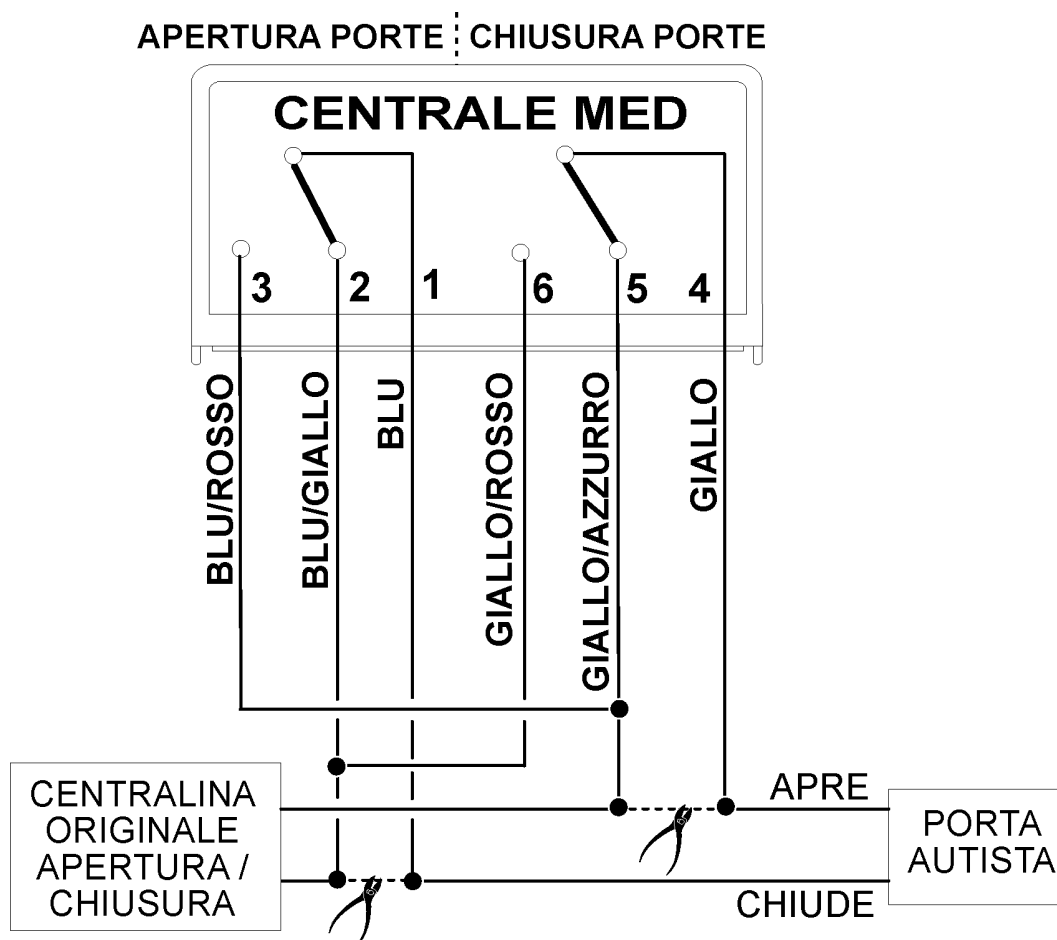 APERTURA PORTE CHIUSURA PORTE
CENTRALE MED
3 2 1 6 5 4
BLU/ROSSO
BLU/GIALLO
BLU
GIALLO/ROSSO
GIALLO/AZZURRO
GIALLO
CENTRALINA
ORIGINALE
APERTURA /
CHIUSURA
APRE
CHIUDE
PORTA
AUTISTA